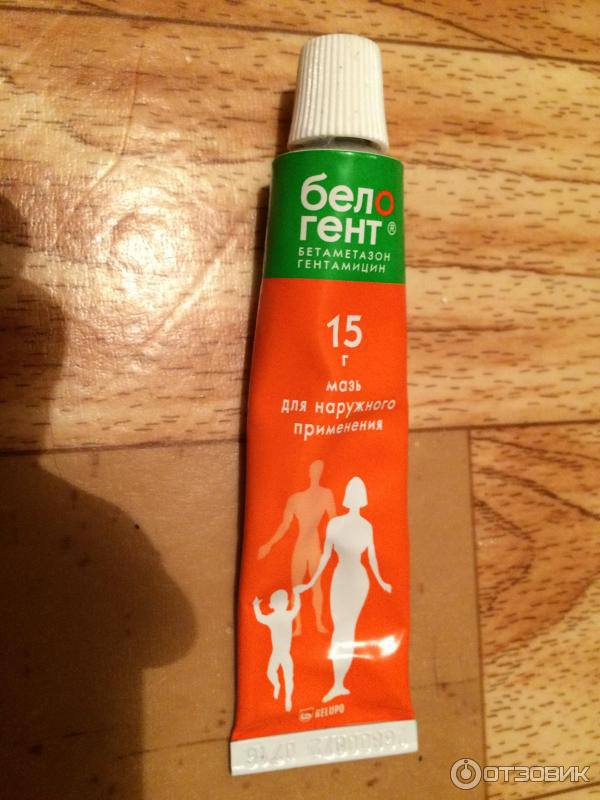 бело
гент®
БЕТАМЕТАЗОН
ГЕНТАМИЦИН
15
г
мазь
для наружного
применения
BELUPO
ОТЗОВИК